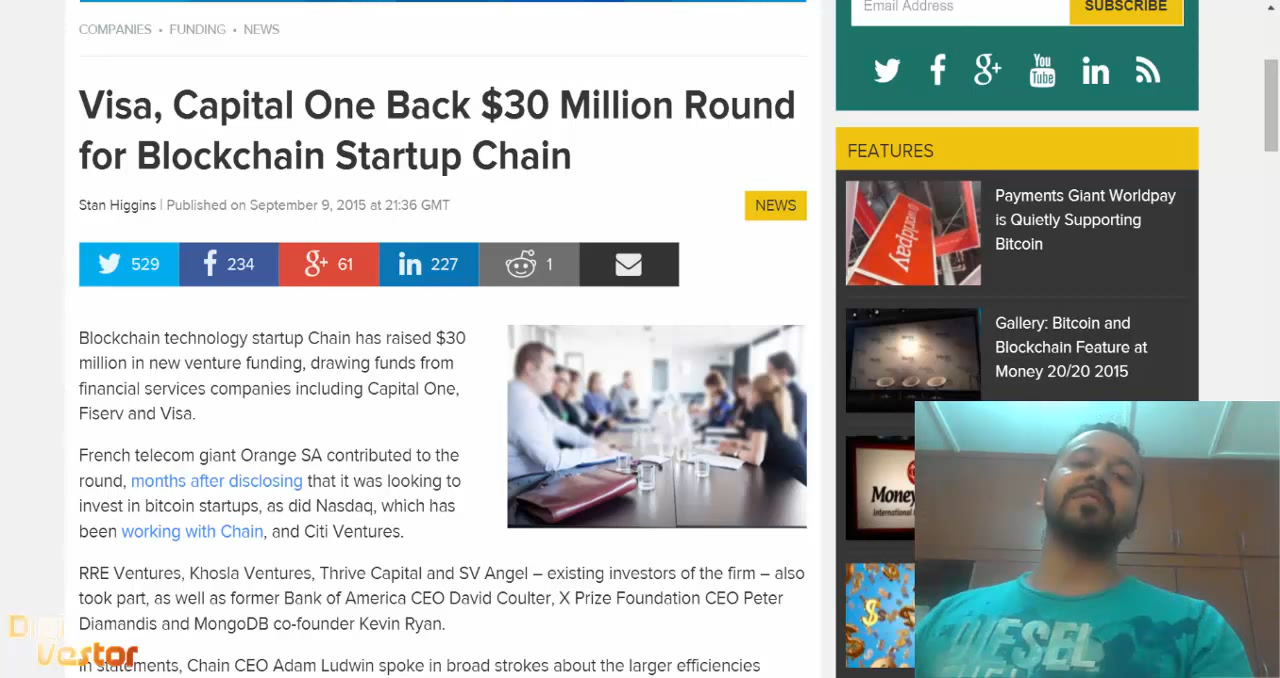 COMPANIES • FUNDING • NEWS
Visa, Capital One Back $30 Million Round
for Blockchain Startup Chain
Stan Higgins | Published on September 9, 2015 at 21:36 GMT
NEWS
529
234
61
227
1
Blockchain technology startup Chain has raised $30
million in new venture funding, drawing funds from
financial services companies including Capital One,
Fiserv and Visa.
French telecom giant Orange SA contributed to the
round, months after disclosing that it was looking to
invest in bitcoin startups, as did Nasdaq, which has
been working with Chain, and Citi Ventures.
RRE Ventures, Khosla Ventures, Thrive Capital and SV Angel – existing investors of the firm – also
took part, as well as former Bank of America CEO David Coulter, X Prize Foundation CEO Peter
Diamandis and MongoDB co-founder Kevin Ryan.
In statements, Chain CEO Adam Ludwin spoke in broad strokes about the larger efficiencies
Vestor
Email Address
SUBSCRIBE
You
Tube
FEATURES
worldpay
Payments Giant Worldpay
is Quietly Supporting
Bitcoin
Gallery: Bitcoin and
Blockchain Feature at
Money 20/20 2015
Money
International
DIESEL